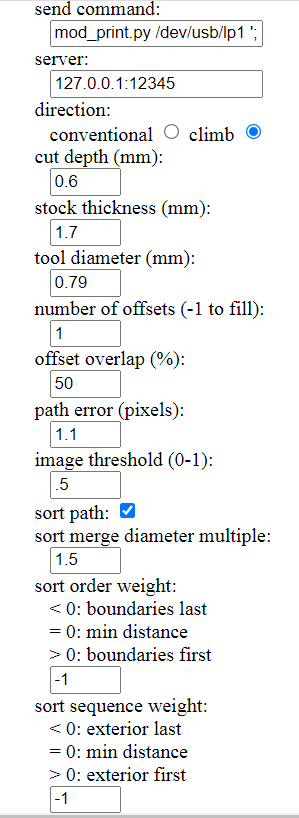 send command:
mod_print.py /dev/usb/lp1 ';
server:
127.0.0.1:12345
direction:
conventional climb
cut depth (mm):
0.6
stock thickness (mm):
1.7
tool diameter (mm):
0.79
number of offsets (-1 to fill):
1
offset overlap (%):
50
path error (pixels):
1.1
image threshold (0-1):
.5
sort path:
sort merge diameter multiple:
1.5
sort order weight:
< 0: boundaries last
= 0: min distance
> 0: boundaries first
-1
sort sequence weight:
< 0: exterior last
= 0: min distance
> 0: exterior first
-1